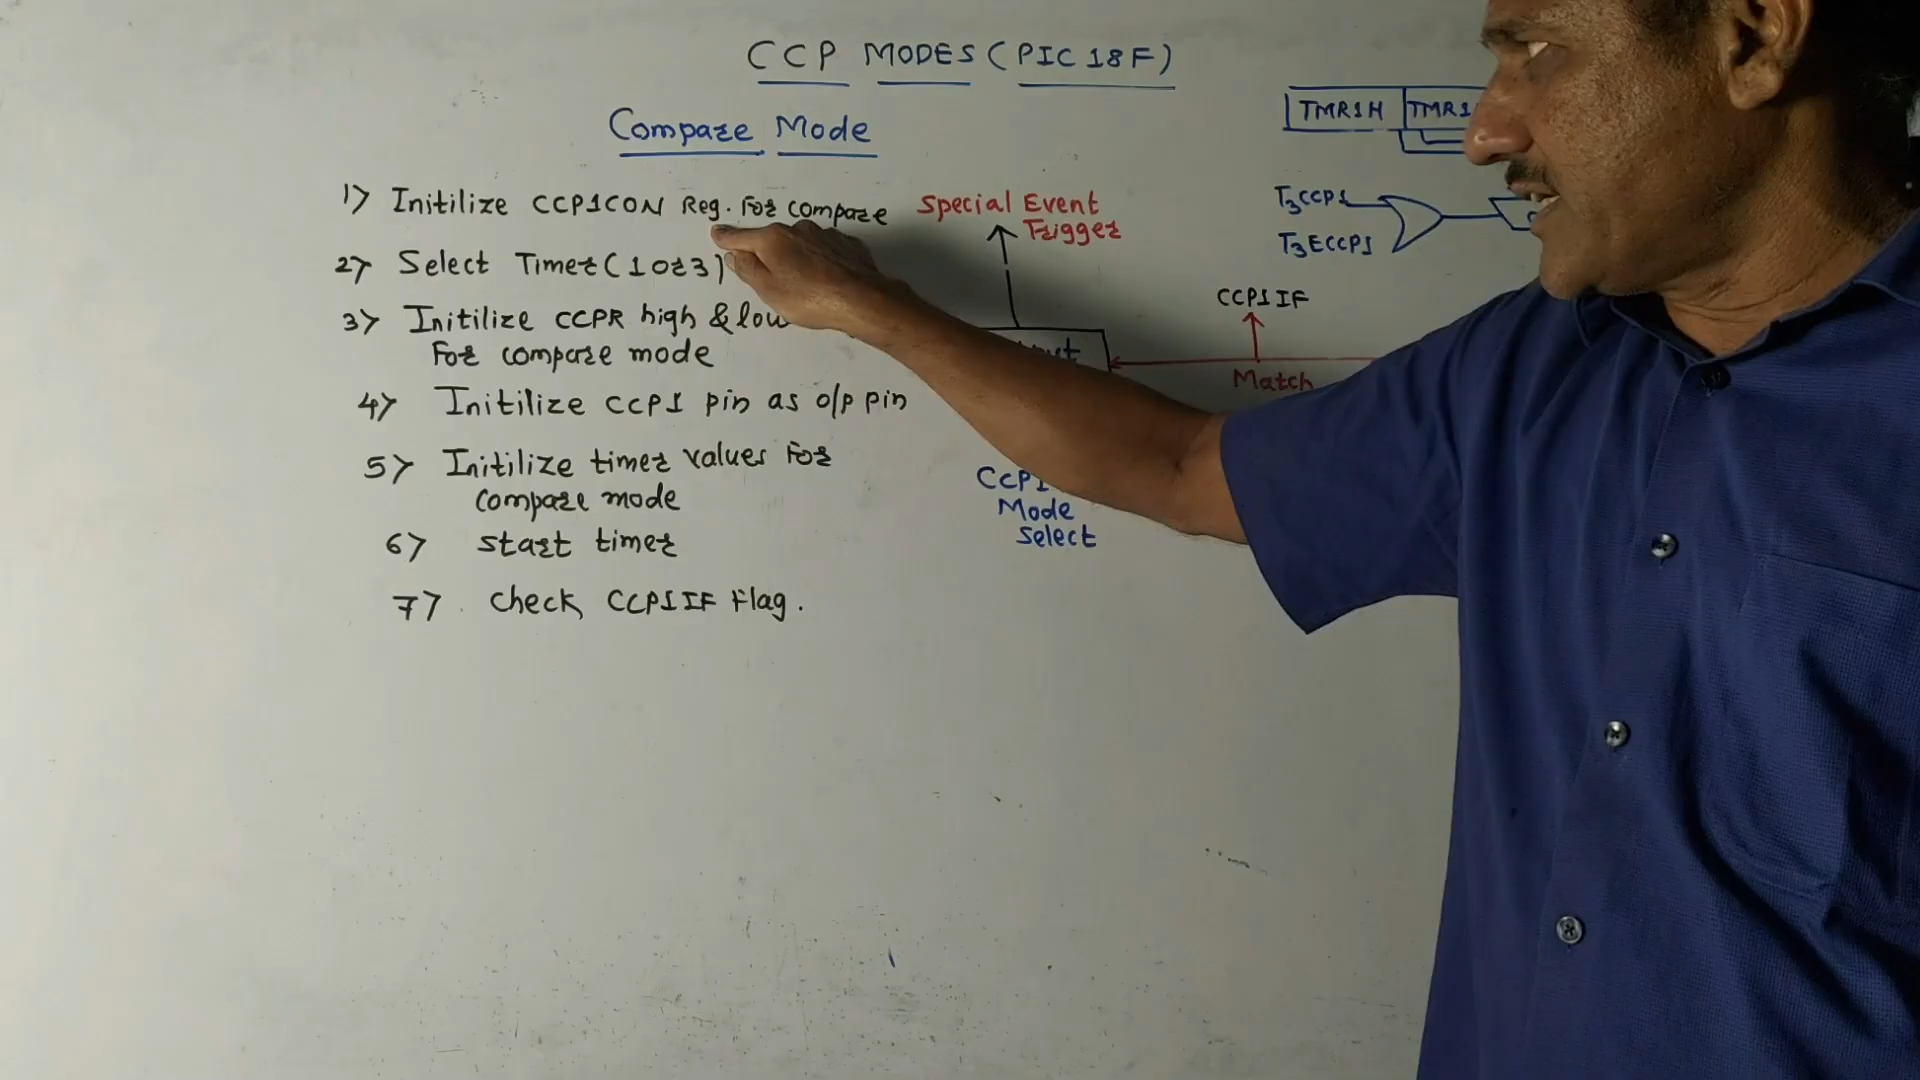 CCP MODES (PIC 18F)
Compare Mode
1) Initilize CCP1CON Reg. For compare
2) Select Timer (1 or 3)
3) Initilize CCPR high & low
For compare mode
4) Initilize CCP1 pin as o/p pin
5) Initilize timer values For
Compare mode
6) start timer
7) check CCP1IF Flag.
Special Event
Trigger
CCP1
Mode
Select
TMR1H TMR1
T3CCP1
T3ECCP1
CCP1IF
Match